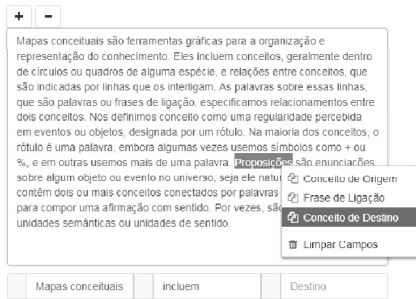 + −
Mapas conceituais são ferramentas gráficas para a organização e
representação do conhecimento. Eles incluem conceitos, geralmente dentro
de círculos ou quadros de alguma espécie, e relações entre conceitos, que
são indicadas por linhas que os interligam. As palavras sobre essas linhas,
que são palavras ou frases de ligação, especificamos relacionamentos entre
dois conceitos. Nós definimos conceito como uma regularidade percebida
em eventos ou objetos, designada por um rótulo. Na maioria dos conceitos, o
rótulo é uma palavra, embora algumas vezes usemos símbolos como + ou
%, e em outras usemos mais de uma palavra. Proposições são enunciações
sobre algum objeto ou evento no universo, seja ele
contêm dois ou mais conceitos conectados por palavras
para compor uma afirmação com sentido. Por vezes,
unidades semânticas ou unidades de sentido.
Conceito de Origem
Frase de Ligação
Conceito de Destino
Limpar Campos
Mapas conceituais incluem Destino